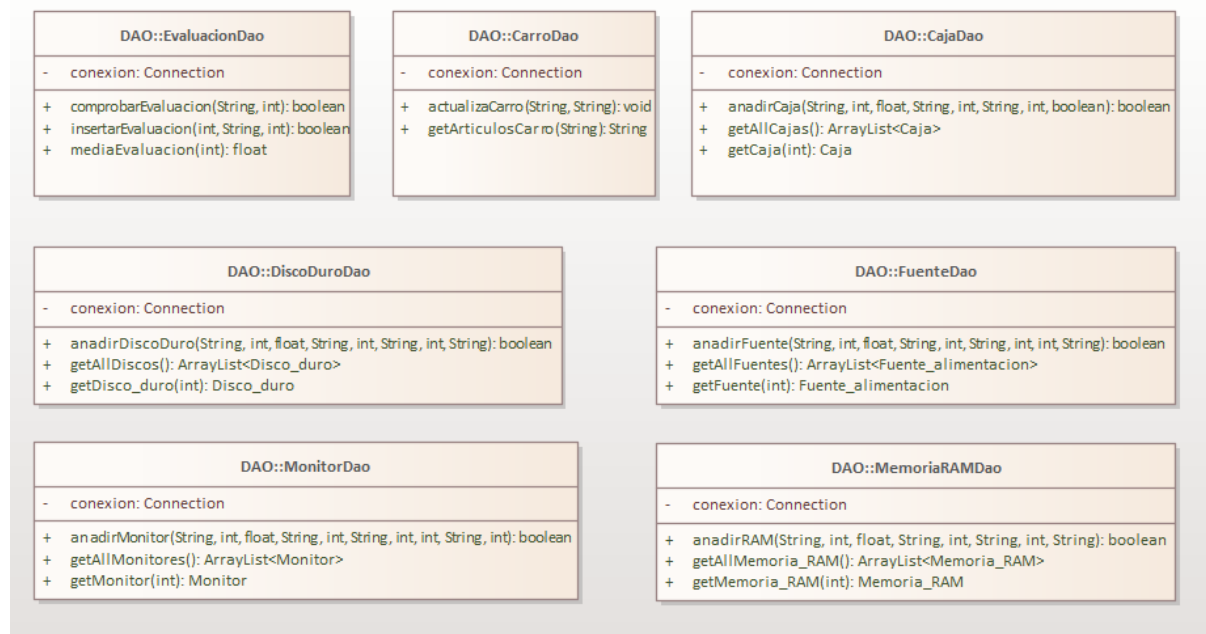 DAO::EvaluacionDao
- conexion: Connection
+ comprobarEvaluacion(String, int): boolean
+ insertarEvaluacion(int, String, int): boolean
+ mediaEvaluacion(int): float
DAO::CarroDao
- conexion: Connection
+ actualizaCarro(String, String): void
+ getArticulosCarro(String): String
DAO::CajaDao
- conexion: Connection
+ anadirCaja(String, int, float, String, int, String, int, boolean): boolean
+ getAllCajas(): ArrayList<Caja>
+ getCaja(int): Caja
DAO::DiscoDuroDao
- conexion: Connection
+ anadirDiscoDuro(String, int, float, String, int, String, int, String): boolean
+ getAllDiscos(): ArrayList<Disco_duro>
+ getDisco_duro(int): Disco_duro
DAO::FuenteDao
- conexion: Connection
+ anadirFuente(String, int, float, String, int, String, int, int, String): boolean
+ getAllFuentes(): ArrayList<Fuente_alimentacion>
+ getFuente(int): Fuente_alimentacion
DAO::MonitorDao
- conexion: Connection
+ anadirMonitor(String, int, float, String, int, String, int, int, String, int): boolean
+ getAllMonitores(): ArrayList<Monitor>
+ getMonitor(int): Monitor
DAO::MemoriaRAMDao
- conexion: Connection
+ anadirRAM(String, int, float, String, int, String, int, String): boolean
+ getAllMemoria_RAM(): ArrayList<Memoria_RAM>
+ getMemoria_RAM(int): Memoria_RAM